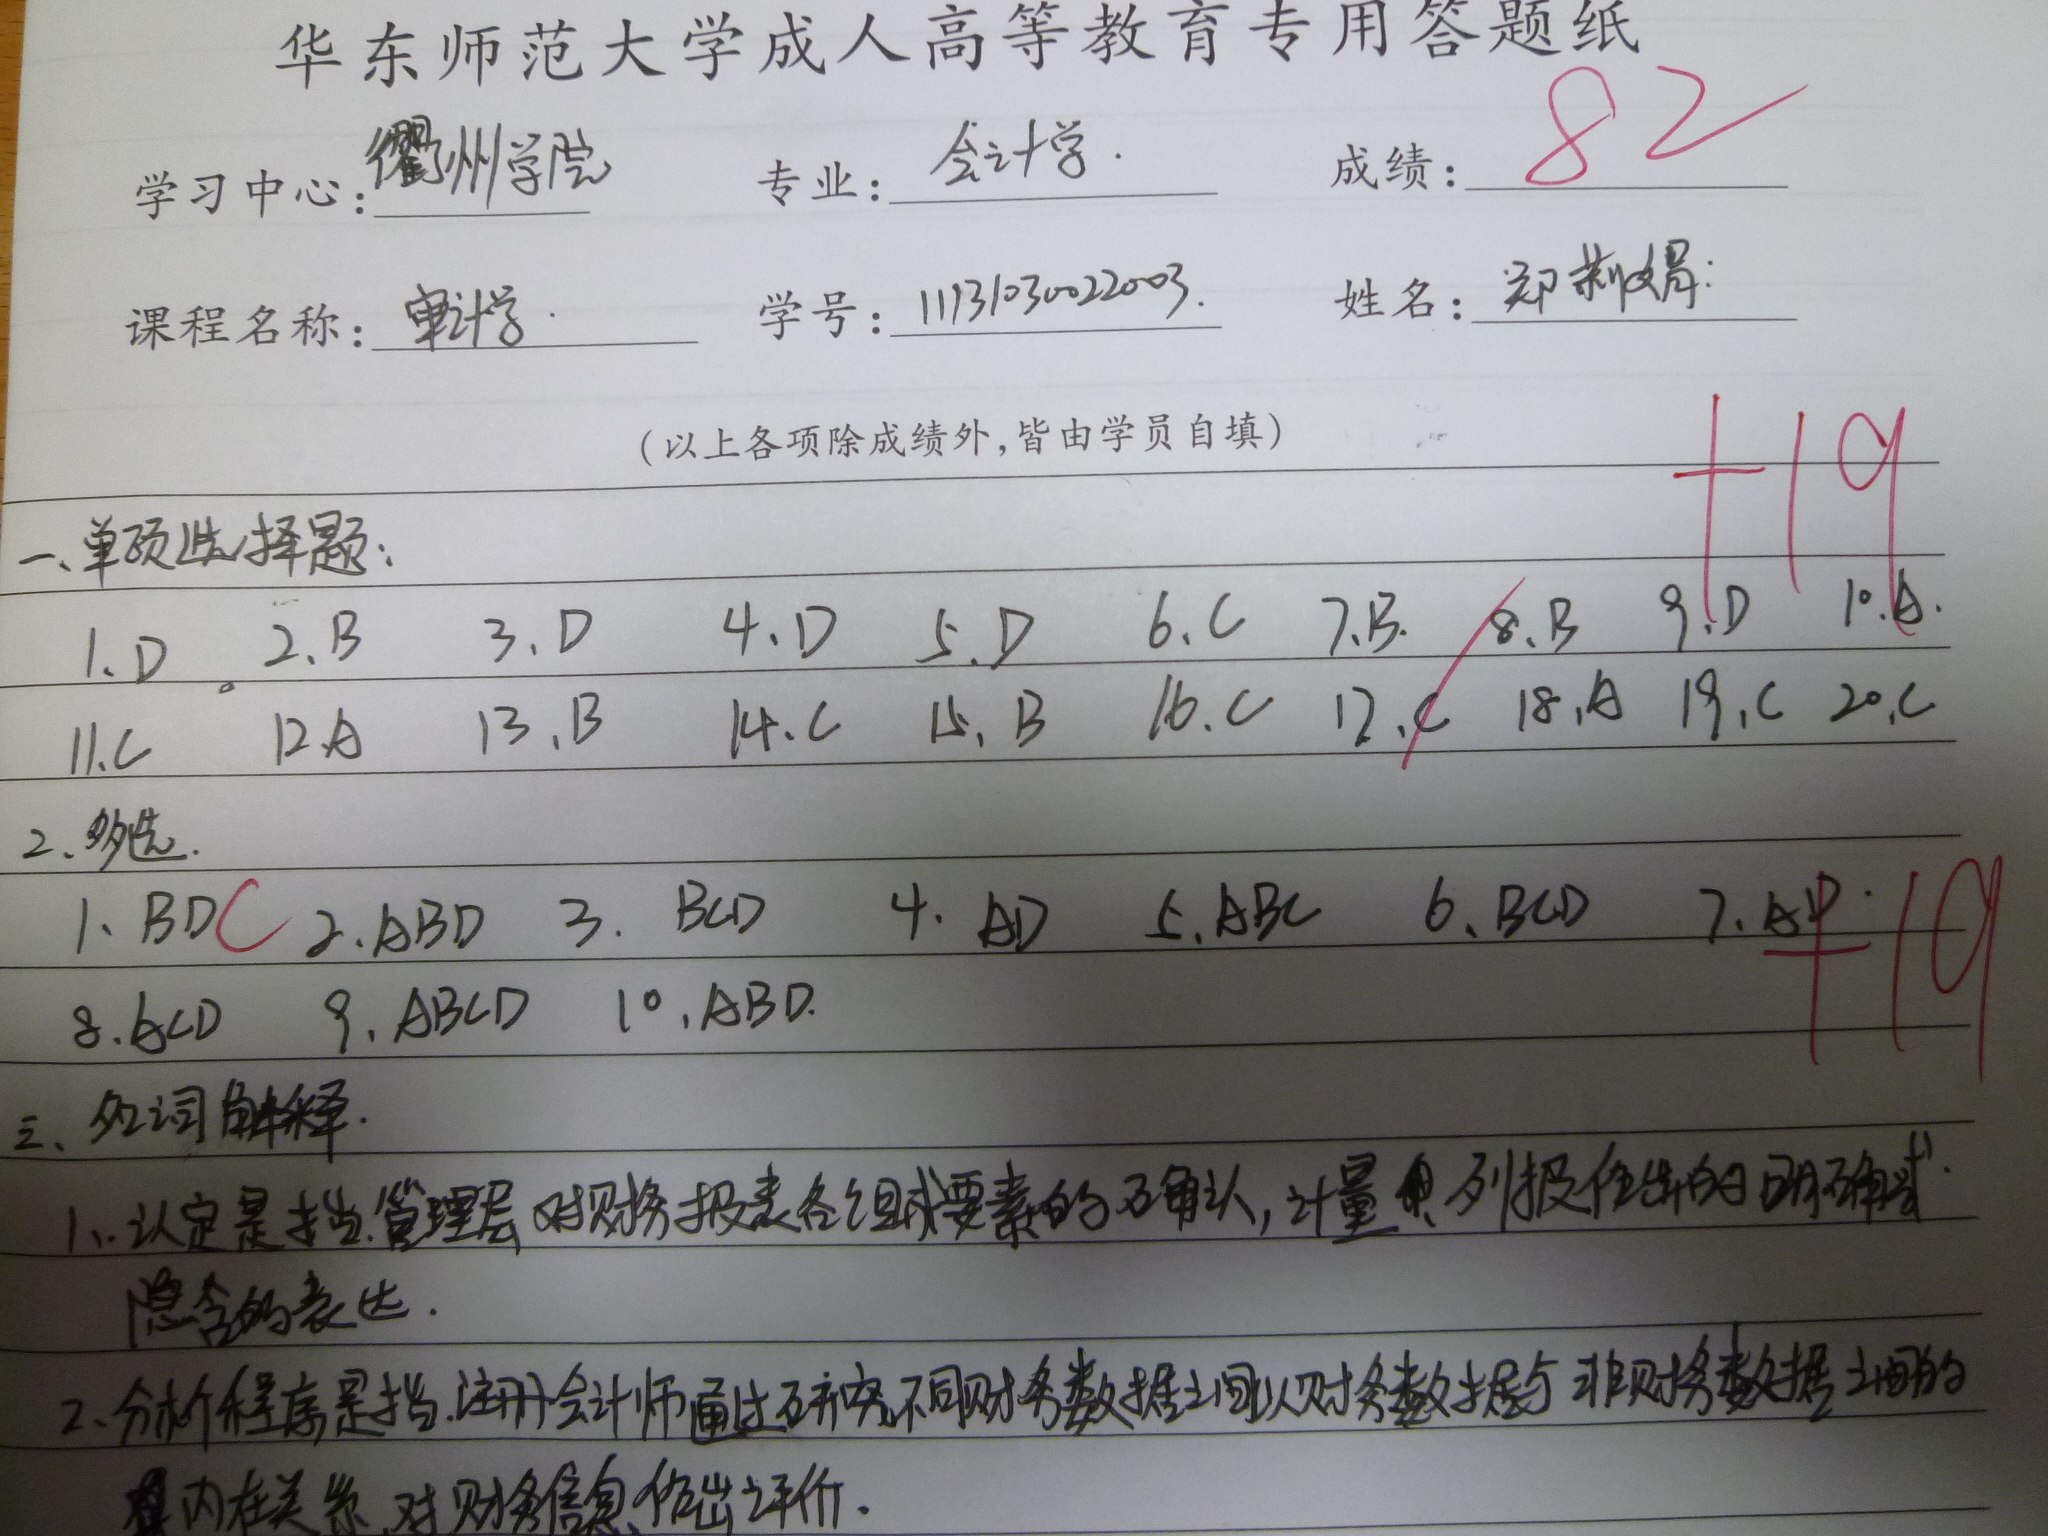 华东师范大学成人高等教育专用答题纸
学习中心:衢州学院 专业:会计学. 成绩:82
课程名称:审计学. 学号:11131030022003. 姓名:郑莉娟.
(以上各项除成绩外,皆由学员自填)
+19
一、单项选择题:
1.D 2.B 3.D 4.D 5.D 6.C 7.B. 8.B 9.D 10.A.
11.C 12.A 13.B 14.C 15.B 16.C 17.C 18.A 19.C 20.C
2、多选.
1、BDC 2.ABD 3. BCD 4. AD 5.ABC 6、BCD 7.AD.
+19
8.ACD 9、ABCD 10.ABD.
三、名词解释.
1、认定是指管理层对财务报表各组成要素的确认,计量、列报作出的明确或
隐含的表达.
2、分析程序是指注册会计师通过研究不同财务数据之间以财务数据与非财务数据之间的
内在关系,对财务信息作出评价.